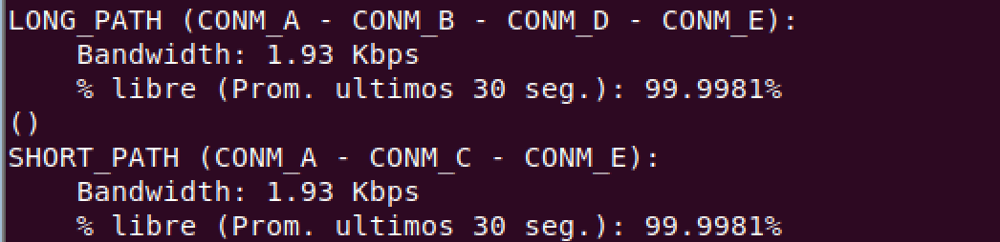 LONG_PATH (CONM_A - CONM_B - CONM_D - CONM_E):
Bandwidth: 1.93 Kbps
% libre (Prom. ultimos 30 seg.): 99.9981%
()
SHORT_PATH (CONM_A - CONM_C - CONM_E):
Bandwidth: 1.93 Kbps
% libre (Prom. ultimos 30 seg.): 99.9981%